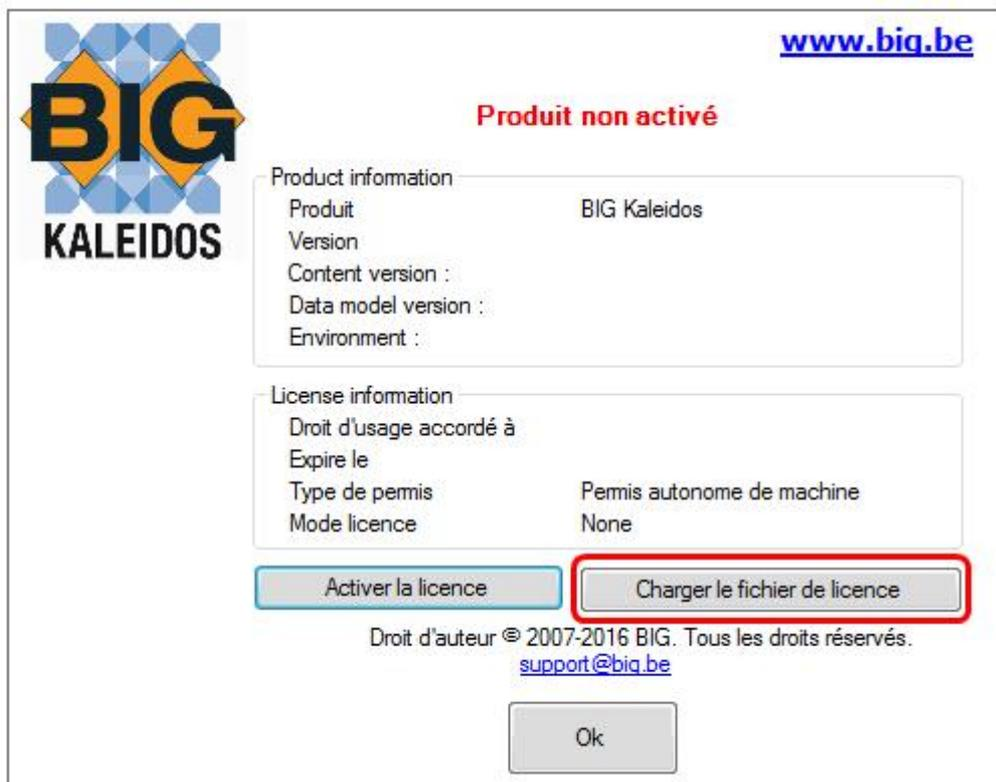 BIG
KALEIDOS
www.big.be
Produit non activé
Product information
Produit BIG Kaleidos
Version
Content version :
Data model version :
Environment :
License information
Droit d'usage accordé à
Expire le
Type de permis Permis autonome de machine
Mode licence None
Activer la licence Charger le fichier de licence
Droit d'auteur © 2007-2016 BIG. Tous les droits réservés.
support@big.be
Ok